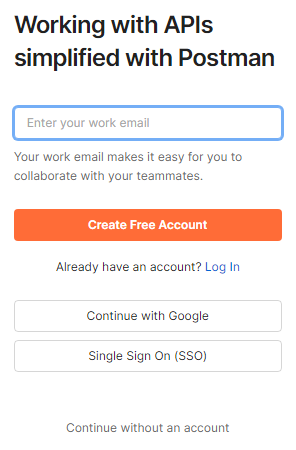 Working with APIs
simplified with Postman
Enter your work email
Your work email makes it easy for you to
collaborate with your teammates.
Create Free Account
Already have an account? Log In
Continue with Google
Single Sign On (SSO)
Continue without an account